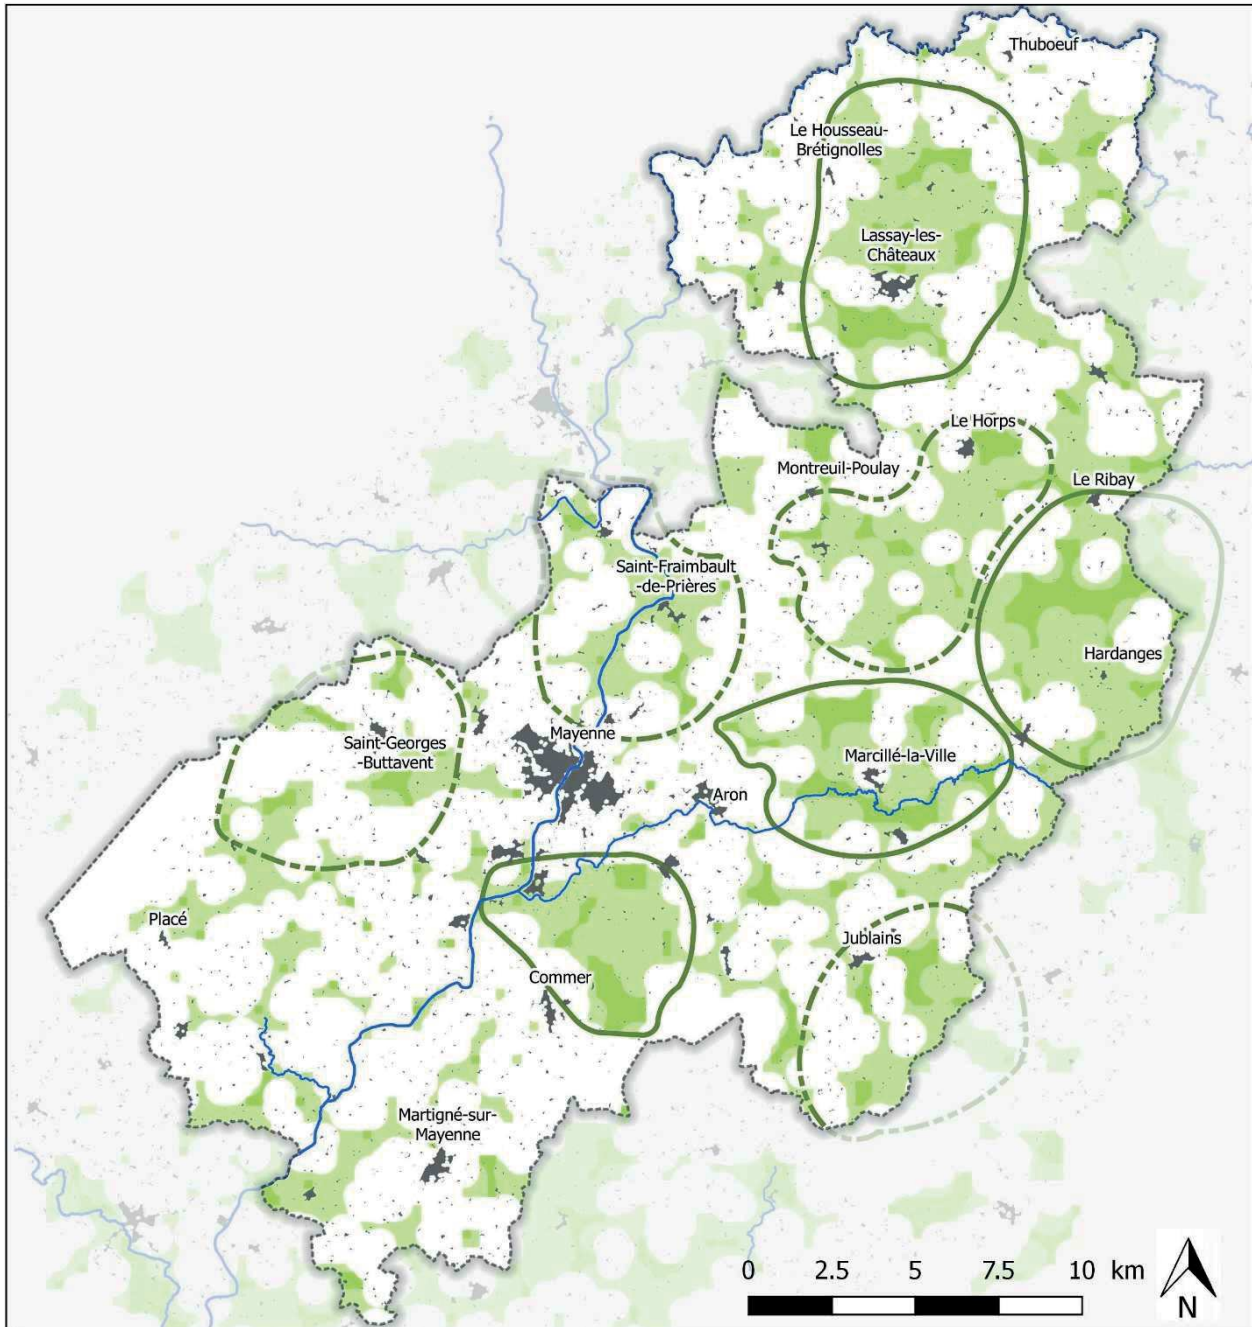 Thuboeuf
Le Housseau-
Brétignolles
Lassay-les-
Châteaux
Le Horps
Montreuil-Poulay
Le Ribay
Saint-Fraimbault
-de-Prières
Hardanges
Mayenne
Saint-Georges
-Buttavent
Marcillé-la-Ville
Aron
Placé
Jublains
Commer
Martigné-sur-
Mayenne
0 2.5 5 7.5 10 km
N